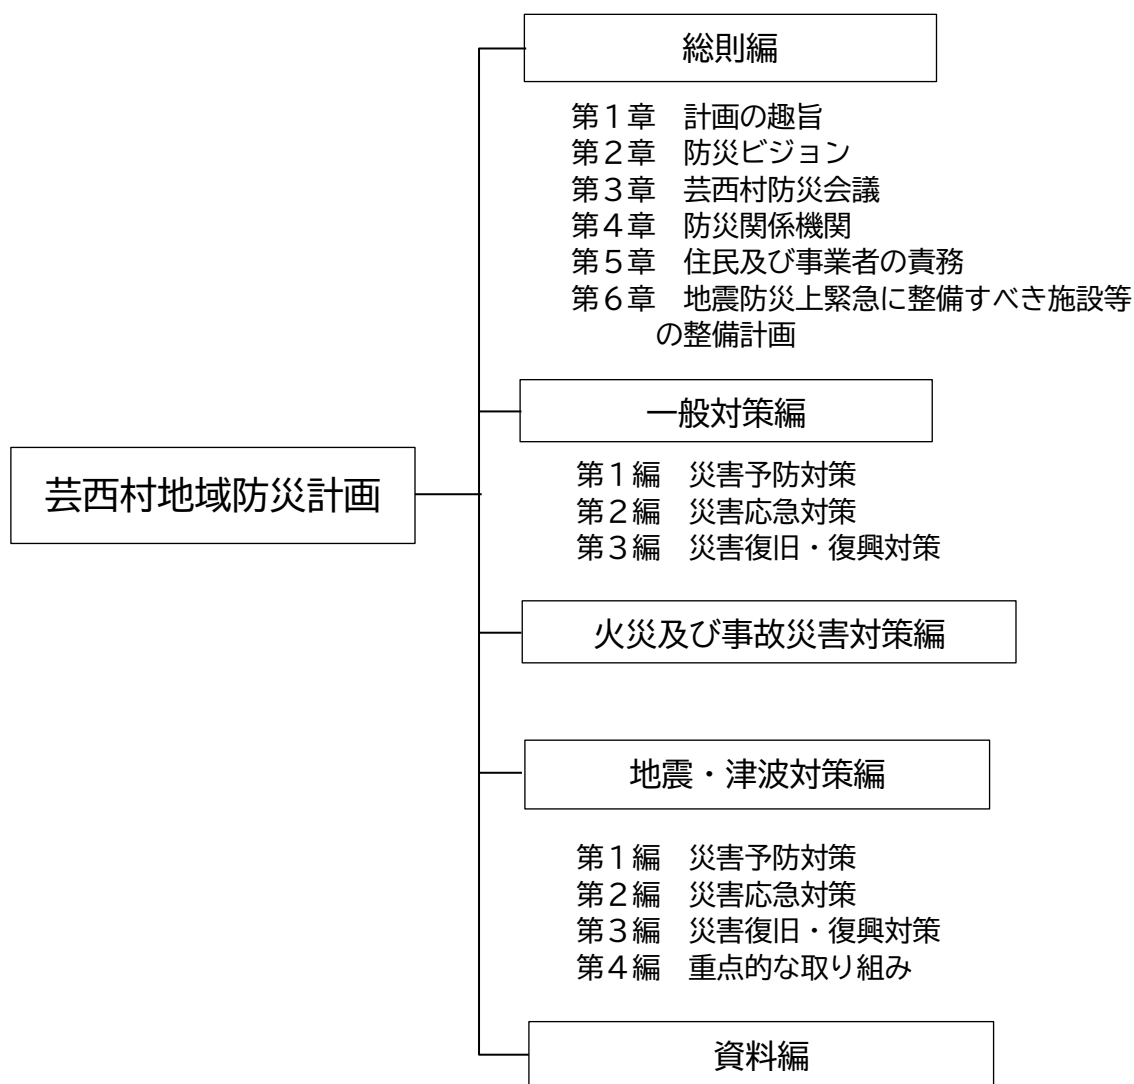 総則編
第１章　計画の趣旨
第２章　防災ビジョン
第３章　芸西村防災会議
第４章　防災関係機関
第５章　住民及び事業者の責務
第６章　地震防災上緊急に整備すべき施設等
の整備計画
一般対策編
第１編　災害予防対策
第２編　災害応急対策
第３編　災害復旧・復興対策
芸西村地域防災計画
火災及び事故災害対策編
地震・津波対策編
第１編　災害予防対策
第２編　災害応急対策
第３編　災害復旧・復興対策
第４編　重点的な取り組み
資料編